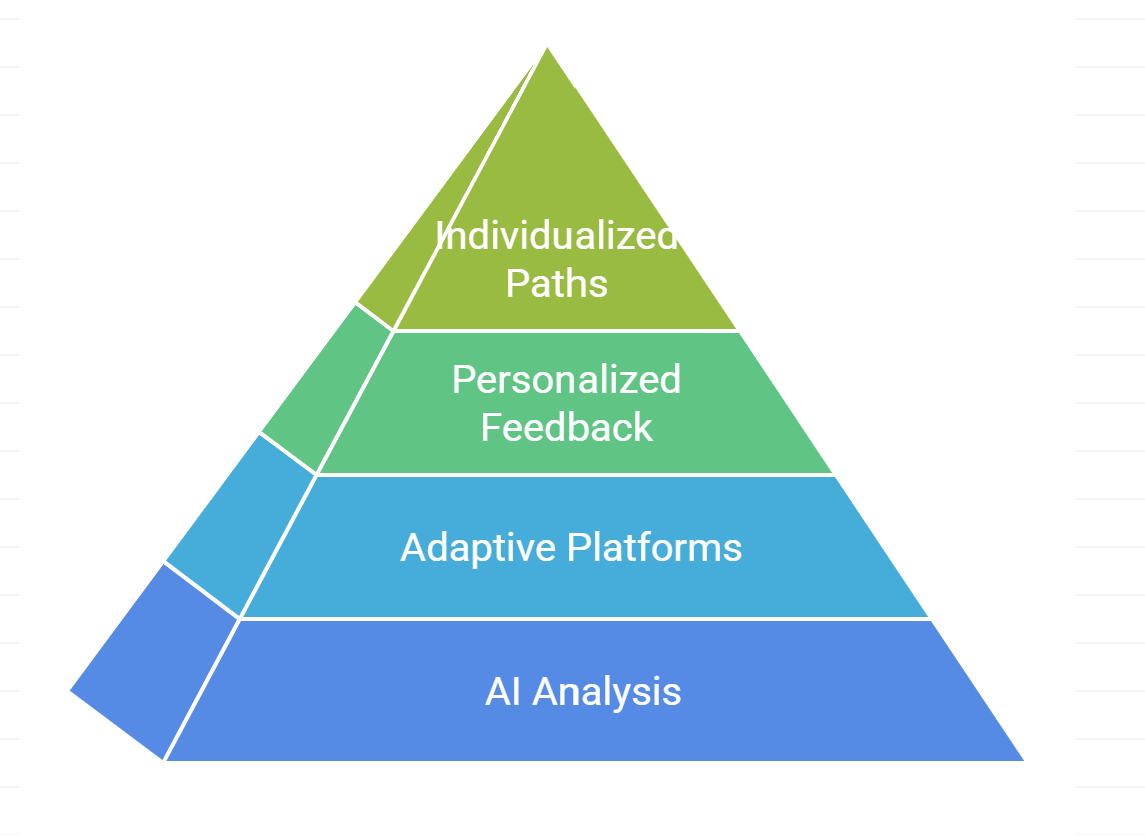 Individualized
Paths
Personalized
Feedback
Adaptive Platforms
AI Analysis